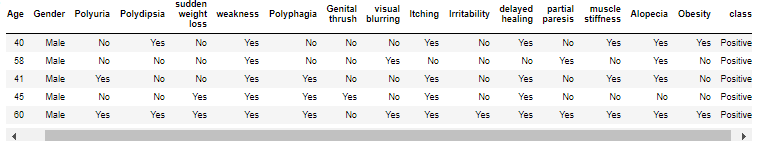 Age Gender Polyuria Polydipsia sudden weight loss weakness Polyphagia Genital thrush visual blurring Itching Irritability delayed healing partial paresis muscle stiffness Alopecia Obesity class
40 Male No Yes No Yes No No No Yes No Yes No Yes Yes Yes Positive
58 Male No No No Yes No No Yes No No No Yes No Yes No Positive
41 Male Yes No No Yes Yes No No Yes No Yes No Yes Yes No Positive
45 Male No No Yes Yes Yes Yes No Yes No Yes No No No No Positive
60 Male Yes Yes Yes Yes Yes No Yes Yes Yes Yes Yes Yes Yes Yes Positive